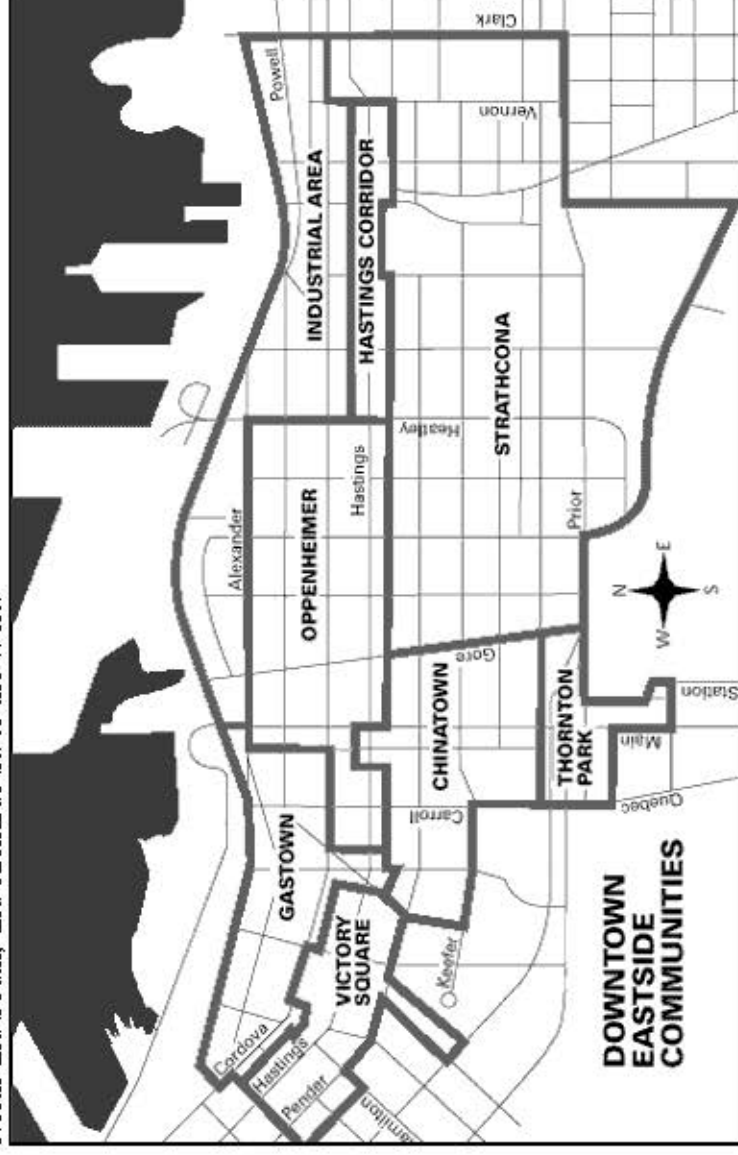 Clark
Powell
Vernon
INDUSTRIAL AREA
HASTINGS CORRIDOR
STRATHCONA
Heatley
Hastings
OPPENHEIMER
Alexander
Prior
N
E
S
W
Gore
CHINATOWN
THORNTON
PARK
Station
Main
Quebec
Carroll
GASTOWN
VICTORY
SQUARE
Keefer
Cordova
Hastings
Pender
DOWNTOWN
EASTSIDE
COMMUNITIES